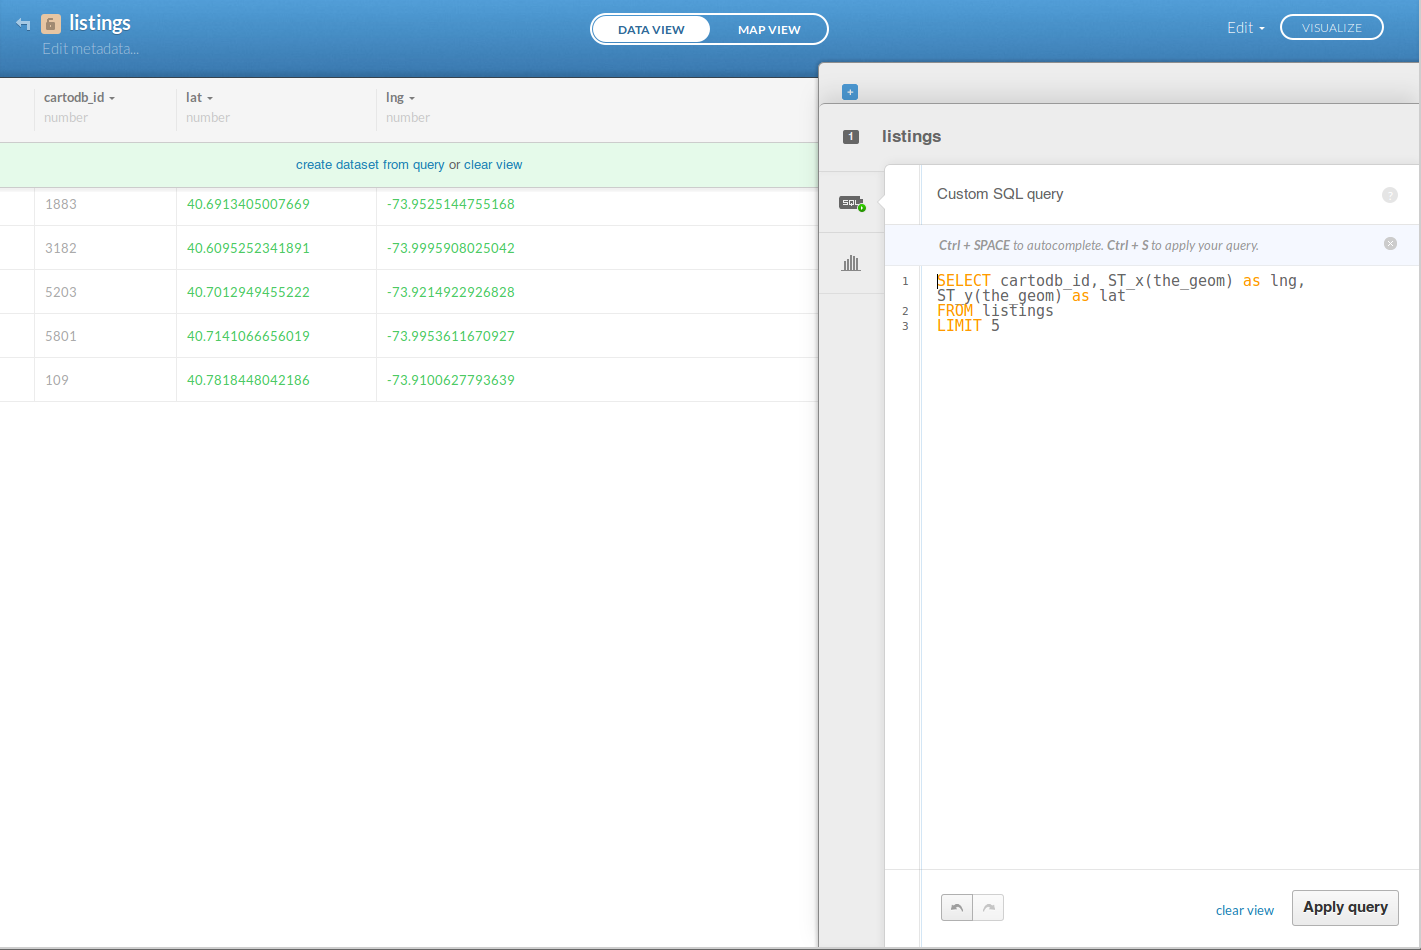 listings
Edit metadata...
DATA VIEW
MAP VIEW
Edit
VISUALIZE
cartodb_id lat lng
number number number
create dataset from query or clear view
1883 40.6913405007669 -73.9525144755168
3182 40.6095252341891 -73.9995908025042
5203 40.7012949455222 -73.9214922926828
5801 40.7141066656019 -73.9953611670927
109 40.7818448042186 -73.9100627793639
+
1 listings
SQL
Custom SQL query
?
Ctrl + SPACE to autocomplete. Ctrl + S to apply your query.
1 SELECT cartodb_id, ST_x(the_geom) as lng,
ST_y(the_geom) as lat
2 FROM listings
3 LIMIT 5
clear view
Apply query